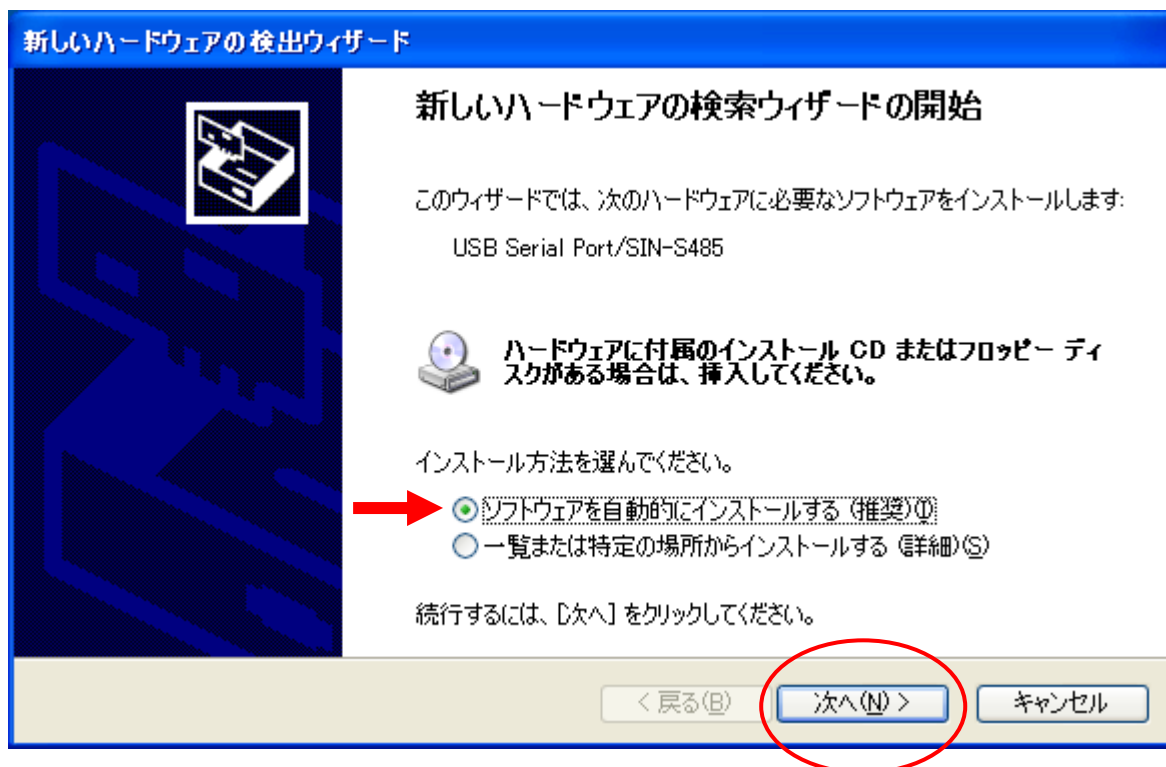 新しいハードウェアの検出ウィザード
新しいハードウェアの検索ウィザードの開始
このウィザードでは、次のハードウェアに必要なソフトウェアをインストールします:
USB Serial Port/SIN-S485
ハードウェアに付属のインストール CD またはフロッピー ディ
スクがある場合は、挿入してください。
インストール方法を選んでください。
ソフトウェアを自動的にインストールする (推奨)(I)
一覧または特定の場所からインストールする (詳細)(S)
続行するには、[次へ] をクリックしてください。
< 戻る(B)
次へ(N) >
キャンセル